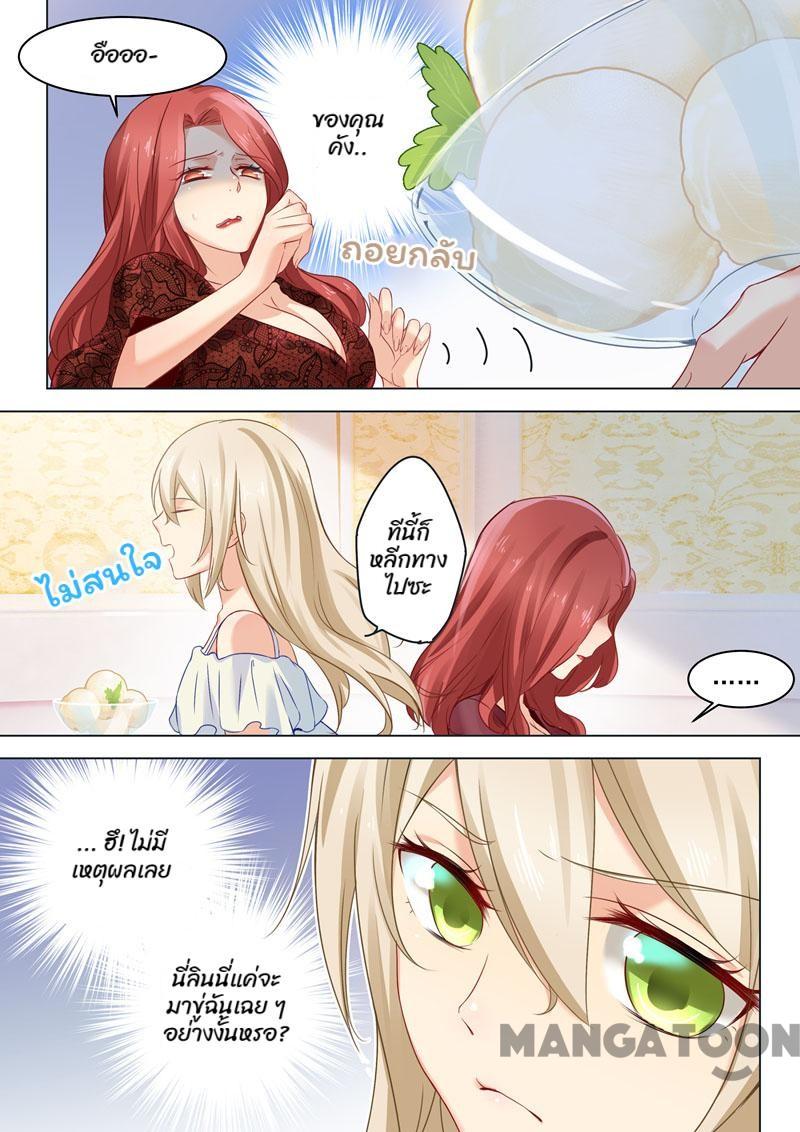 อืออออ-
ของคุณ
คัง..
ถอยกลับ
ทีนี้ก็
หลีกทาง
ไปซะ
ไม่สนใจ
......
... ฮึ! ไม่มี
เหตุผลเลย
นี่ลินนี่แค่จะ
มาขู่ฉันเฉย ๆ
อย่างงั้นหรอ?
MANGATOON